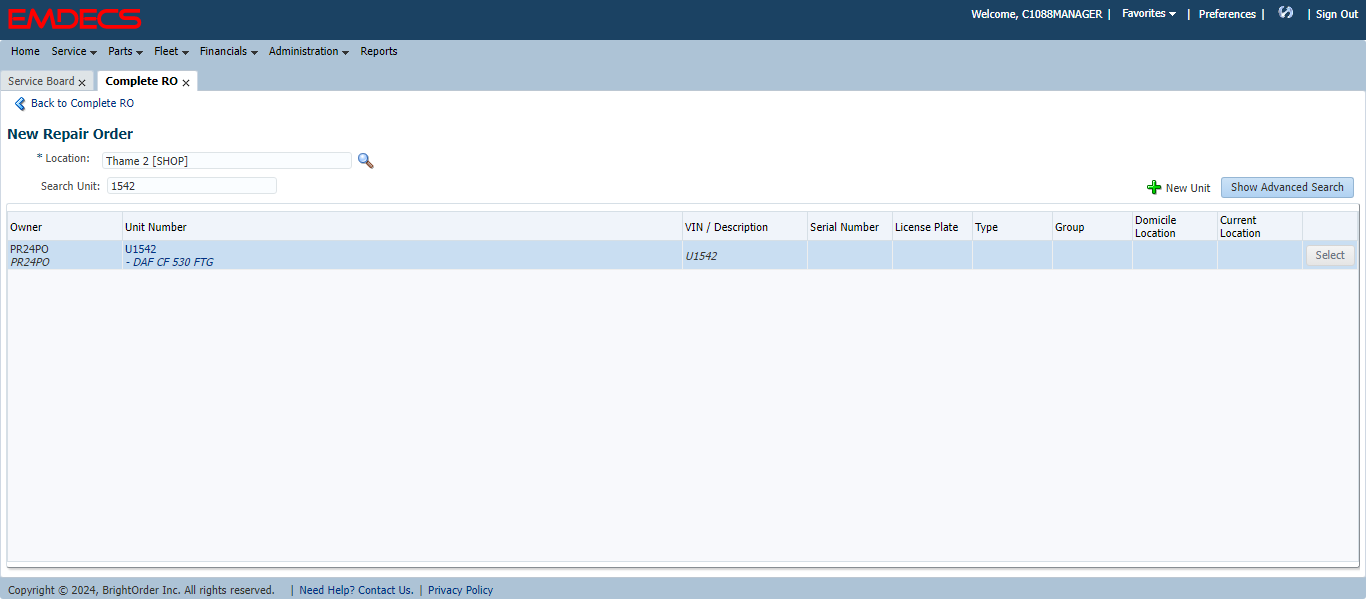 EMDECS
Welcome, C1088MANAGER | Favorites | Preferences | | Sign Out
Home Service Parts Fleet Financials Administration Reports
Service Board x Complete RO x
Back to Complete RO
New Repair Order
* Location: Thame 2 [SHOP]
Search Unit: 1542
New Unit Show Advanced Search
Owner Unit Number VIN / Description Serial Number License Plate Type Group Domicile Location Current Location
PR24PO U1542
PR24PO - DAF CF 530 FTG U1542 Select
Copyright © 2024, BrightOrder Inc. All rights reserved. | Need Help? Contact Us. | Privacy Policy